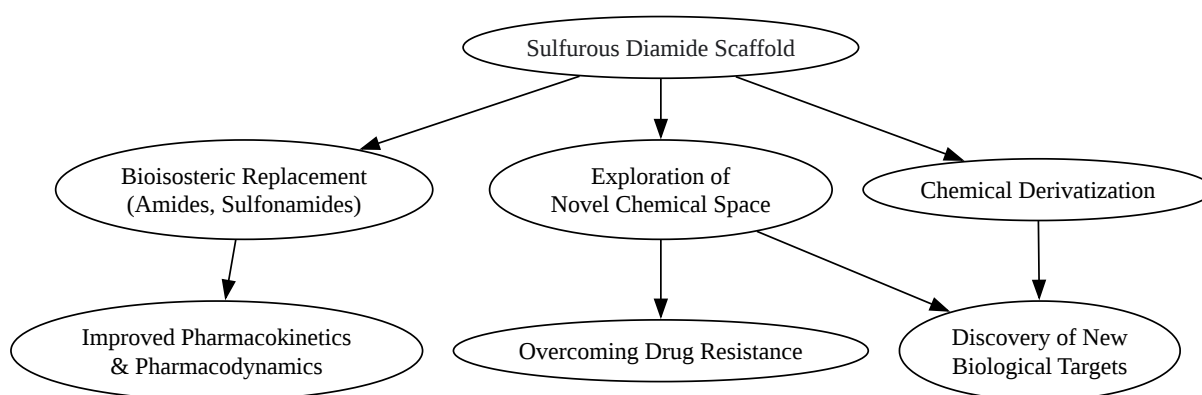 Sulfurous Diamide Scaffold
Bioisosteric Replacement
(Amides, Sulfonamides)
Exploration of
Novel Chemical Space
Chemical Derivatization
Improved Pharmacokinetics
& Pharmacodynamics
Overcoming Drug Resistance
Discovery of New
Biological Targets